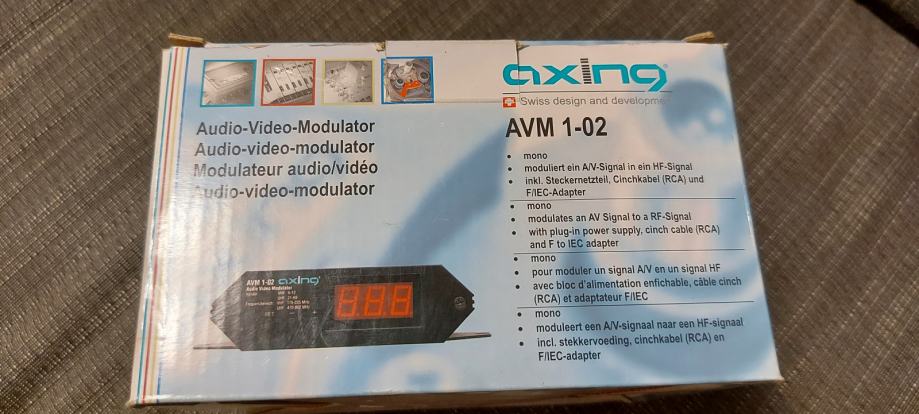 axing
Swiss design and developme
AVM 1-02
Audio-Video-Modulator
Audio-video-modulator
Modulateur audio/vidéo
Audio-video-modulator
• mono
• moduliert ein A/V-Signal in ein HF-Signal
• inkl. Steckernetzteil, Cinchkabel (RCA) und
F/IEC-Adapter
• mono
• modulates an AV Signal to a RF-Signal
• with plug-in power supply, cinch cable (RCA)
and F to IEC adapter
• mono
• pour moduler un signal A/V en un signal HF
• avec bloc d'alimentation enfichable, câble cinch
(RCA) et adaptateur F/IEC
• mono
• moduleert een A/V-signaal naar een HF-signaal
• incl. stekkervoeding, cinchkabel (RCA) en
F/IEC-adapter
AVM 1-02 axing
Audio Video Modulator
8.8.8